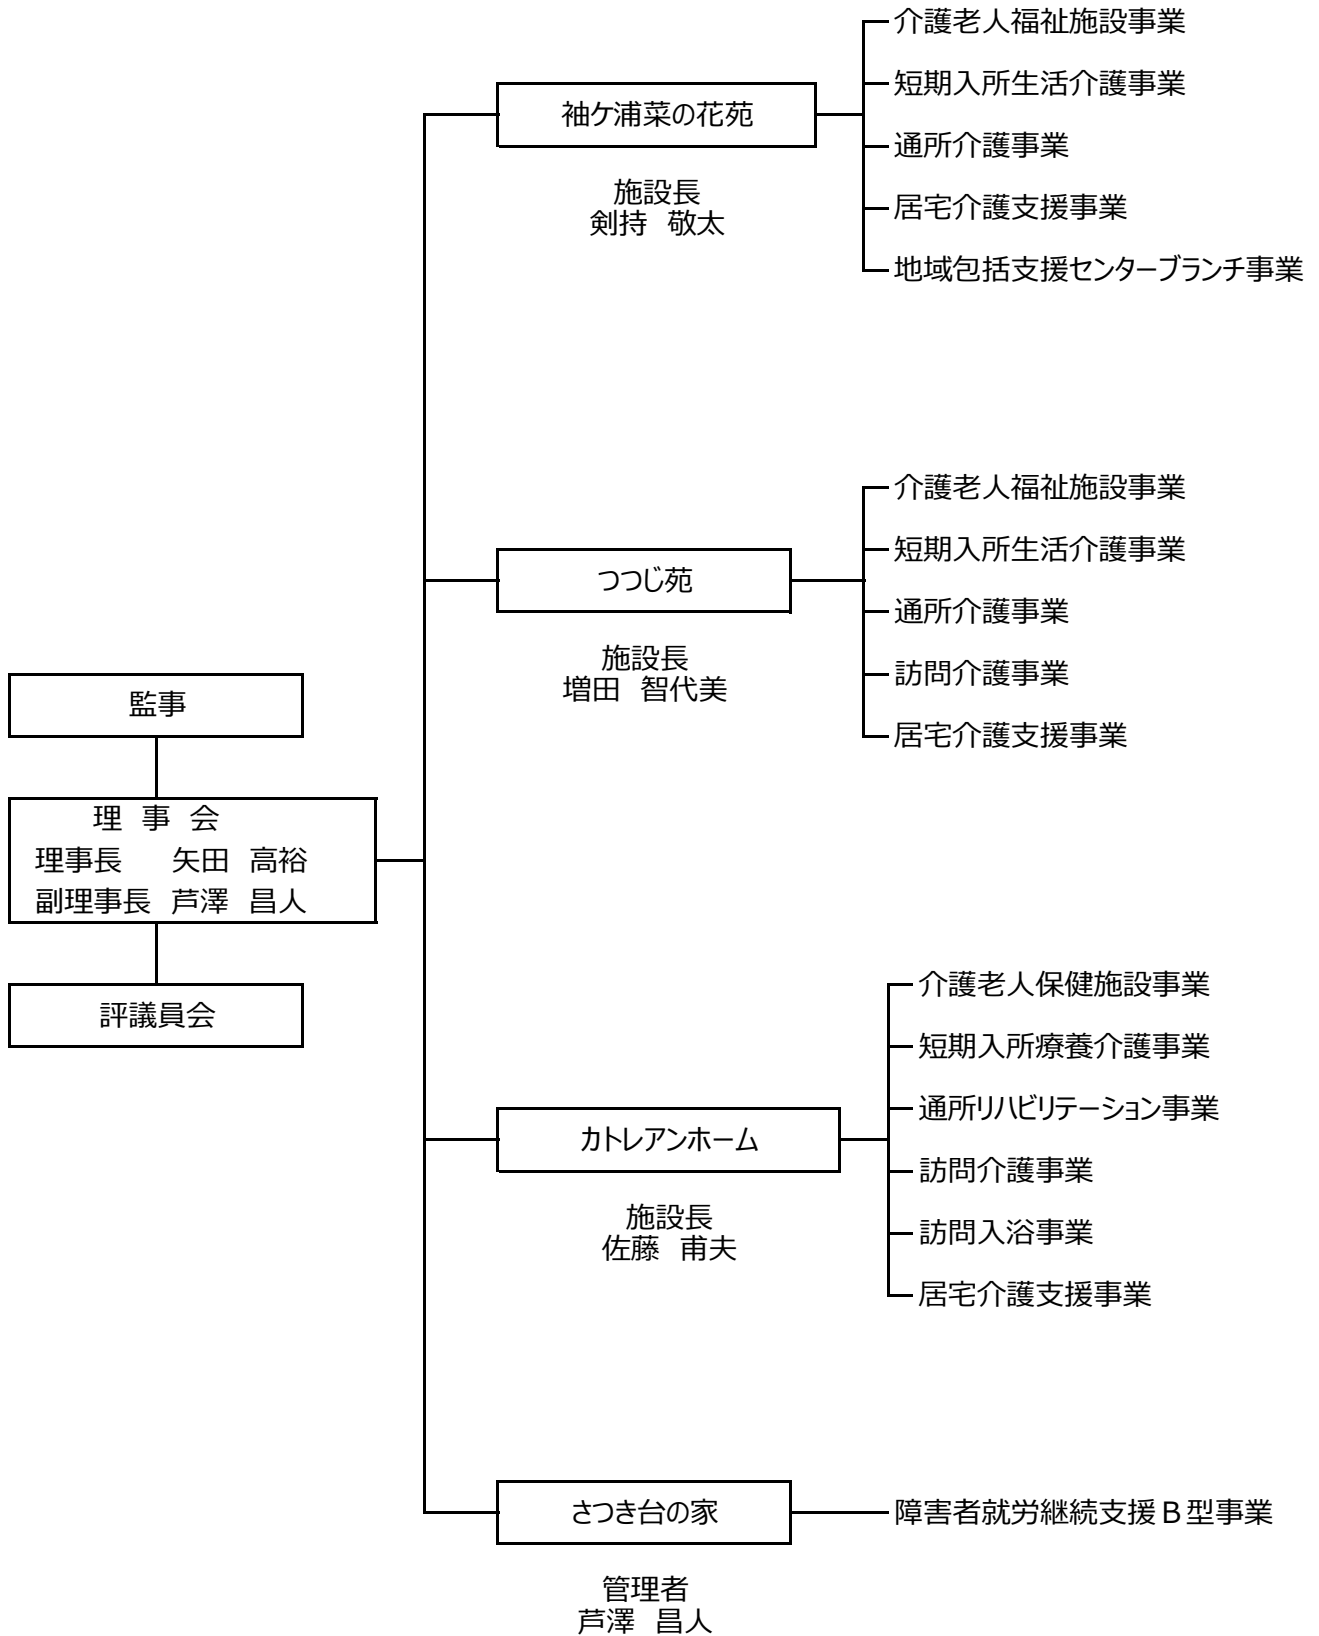 監事
理　事　会
理事長　矢田　高裕
副理事長　芦澤　昌人
評議員会
袖ケ浦菜の花苑
施設長
剣持　敬太
介護老人福祉施設事業
短期入所生活介護事業
通所介護事業
居宅介護支援事業
地域包括支援センターブランチ事業
つつじ苑
施設長
増田　智代美
介護老人福祉施設事業
短期入所生活介護事業
通所介護事業
訪問介護事業
居宅介護支援事業
カトレアンホーム
施設長
佐藤　甫夫
介護老人保健施設事業
短期入所療養介護事業
通所リハビリテーション事業
訪問介護事業
訪問入浴事業
居宅介護支援事業
さつき台の家
管理者
芦澤　昌人
障害者就労継続支援Ｂ型事業